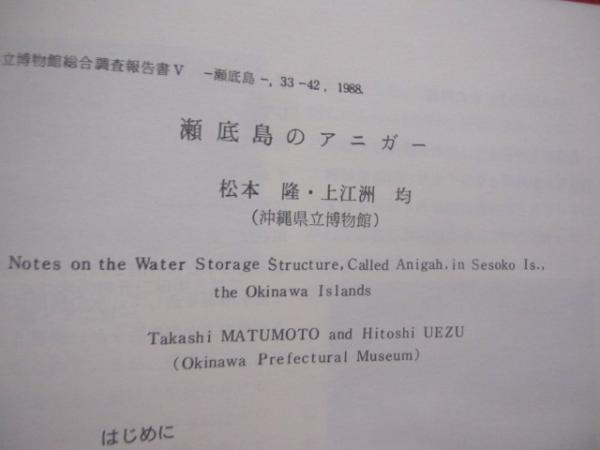 立博物館総合調査報告書Ⅴ －瀬底島－, 33－42, 1988.
瀬底島のアニガー
松本 隆・上江洲 均
(沖縄県立博物館)
Notes on the Water Storage Structure, Called Anigah, in Sesoko Is.,
the Okinawa Islands
Takashi MATUMOTO and Hitoshi UEZU
(Okinawa Prefectural Museum)
はじめに